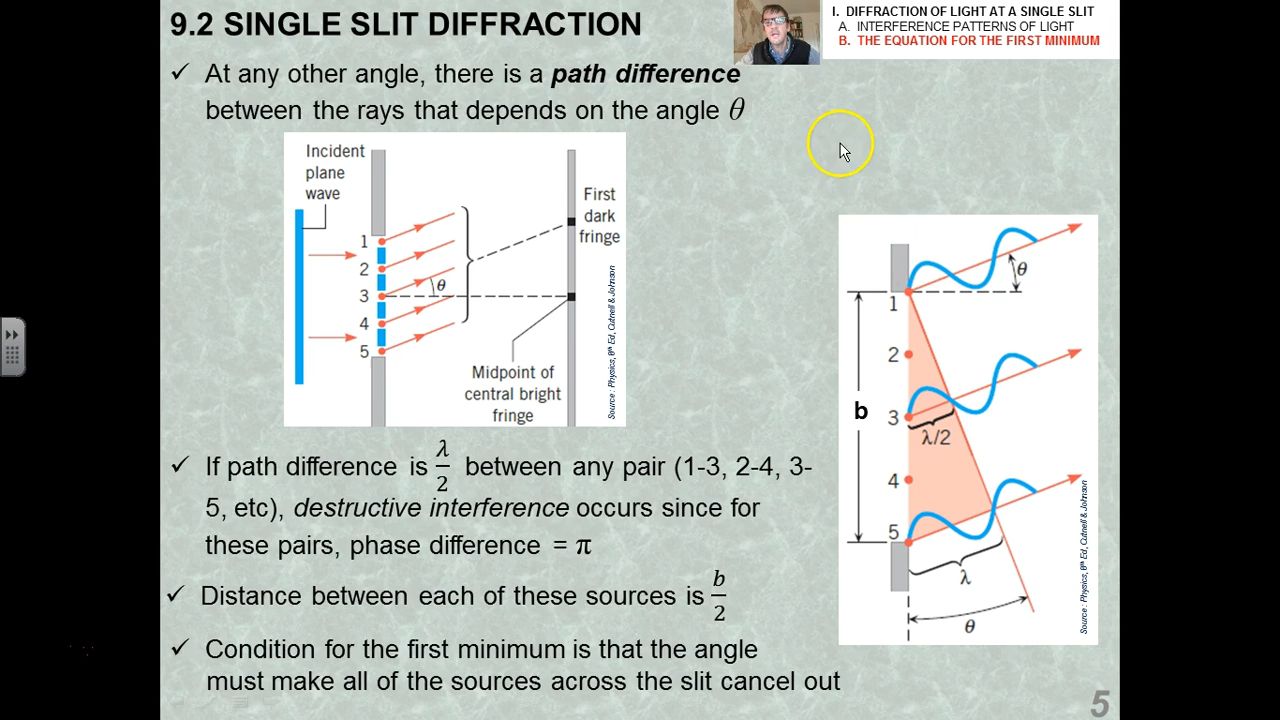 9.2 SINGLE SLIT DIFFRACTION
I. DIFFRACTION OF LIGHT AT A SINGLE SLIT
A. INTERFERENCE PATTERNS OF LIGHT
B. THE EQUATION FOR THE FIRST MINIMUM
✓ At any other angle, there is a path difference
between the rays that depends on the angle θ
Incident
plane
wave
1
2
3
4
5
θ
First
dark
fringe
Midpoint of
central bright
fringe
Source: Physics, 8th Ed, Cutnell & Johnson
✓ If path difference is λ/2 between any pair (1-3, 2-4, 3-
5, etc), destructive interference occurs since for
these pairs, phase difference = π
✓ Distance between each of these sources is b/2
✓ Condition for the first minimum is that the angle
must make all of the sources across the slit cancel out
θ
1
2
b
3
λ/2
4
5
λ
θ
Source: Physics, 8th Ed, Cutnell & Johnson
5